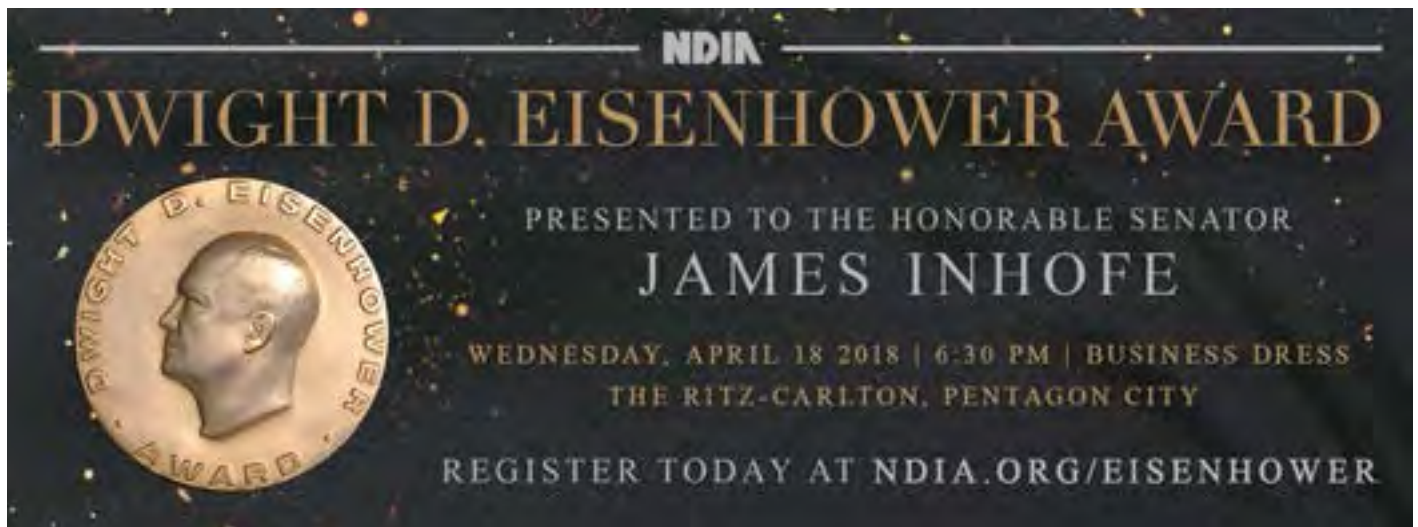 NDIA
DWIGHT D. EISENHOWER AWARD
DWIGHT D. EISENHOWER
· AWARD ·
PRESENTED TO THE HONORABLE SENATOR
JAMES INHOFE
WEDNESDAY, APRIL 18 2018 | 6:30 PM | BUSINESS DRESS
THE RITZ-CARLTON, PENTAGON CITY
REGISTER TODAY AT NDIA.ORG/EISENHOWER